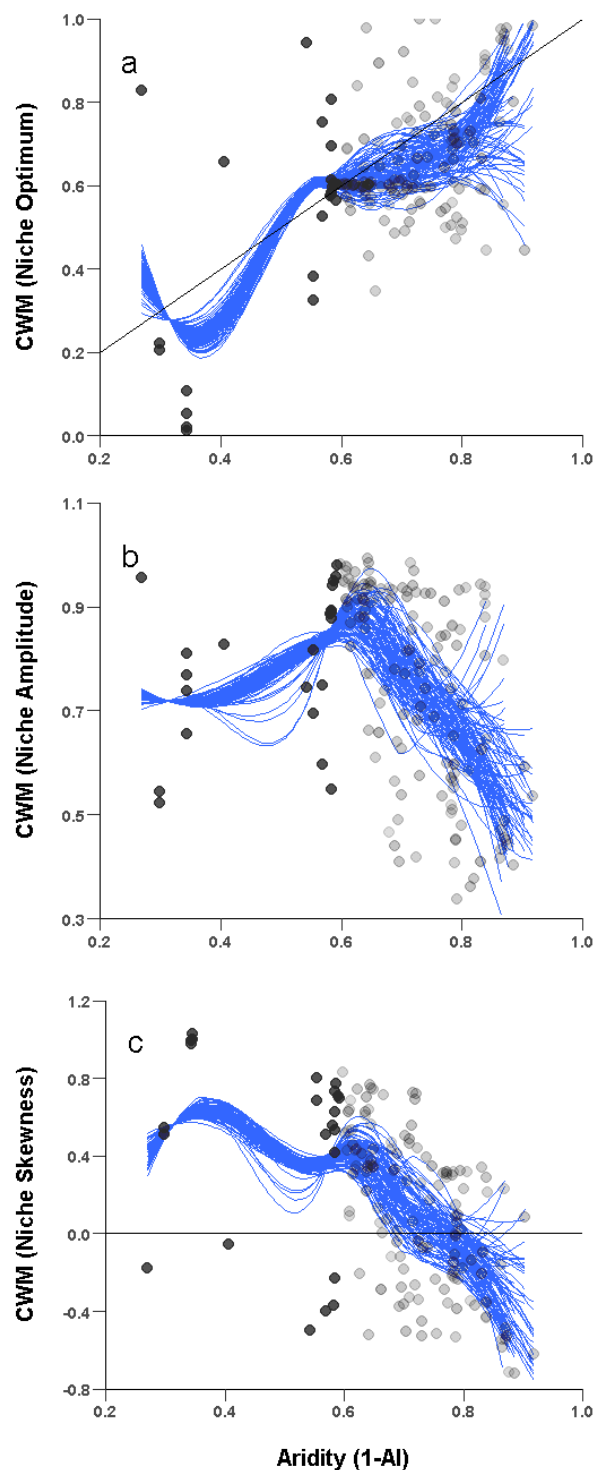 a
CWM (Niche Optimum)
1.0
0.8
0.6
0.4
0.2
0.0
0.2 0.4 0.6 0.8 1.0
b
CWM (Niche Amplitude)
1.1
0.9
0.7
0.5
0.3
0.2 0.4 0.6 0.8 1.0
c
CWM (Niche Skewness)
1.2
0.8
0.4
0.0
-0.4
-0.8
0.2 0.4 0.6 0.8 1.0
Aridity (1-AI)